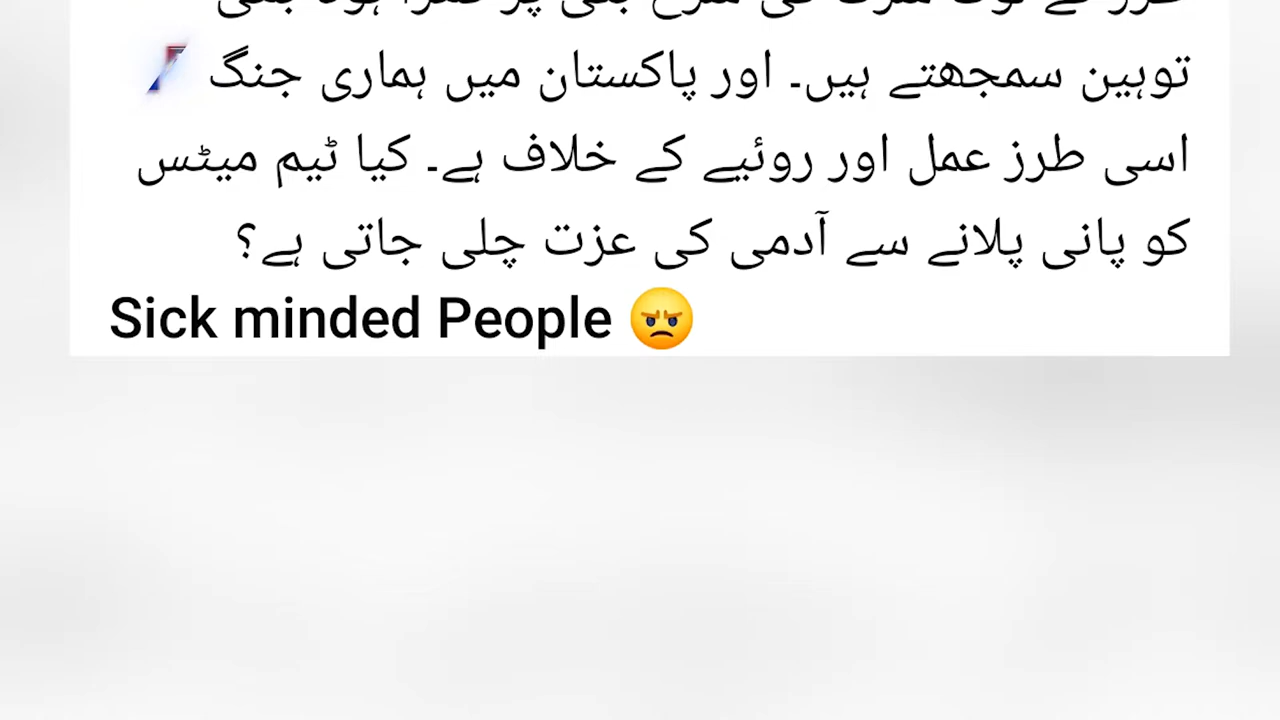 توہین سمجھتے ہیں۔ اور پاکستان میں ہماری جنگ
اسی طرز عمل اور روئیے کے خلاف ہے۔ کیا ٹیم میٹس
کو پانی پلانے سے آدمی کی عزت چلی جاتی ہے؟
Sick minded People 😠